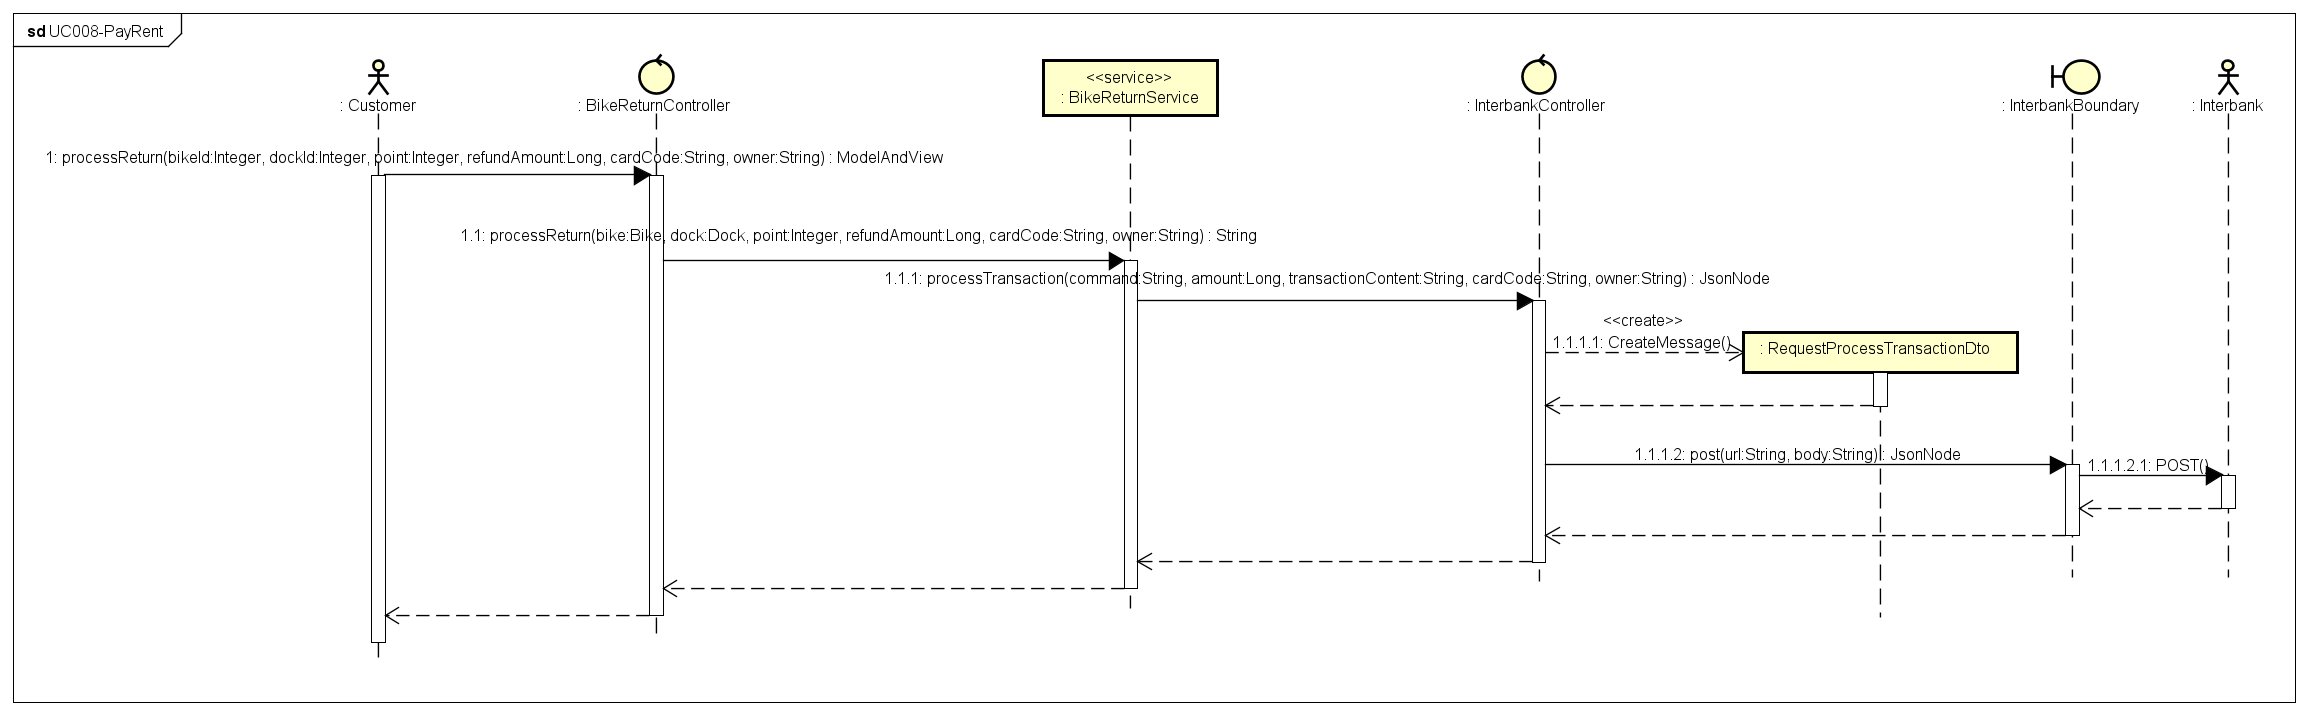 sd UC008-PayRent
: Customer
: BikeReturnController
<<service>>
: BikeReturnService
: InterbankController
: InterbankBoundary
: Interbank
1: processReturn(bikeId:Integer, dockId:Integer, point:Integer, refundAmount:Long, cardCode:String, owner:String) : ModelAndView
1.1: processReturn(bike:Bike, dock:Dock, point:Integer, refundAmount:Long, cardCode:String, owner:String) : String
1.1.1: processTransaction(command:String, amount:Long, transactionContent:String, cardCode:String, owner:String) : JsonNode
<<create>>
1.1.1.1: CreateMessage()
: RequestProcessTransactionDto
1.1.1.2: post(url:String, body:String) : JsonNode
1.1.1.2.1: POST()